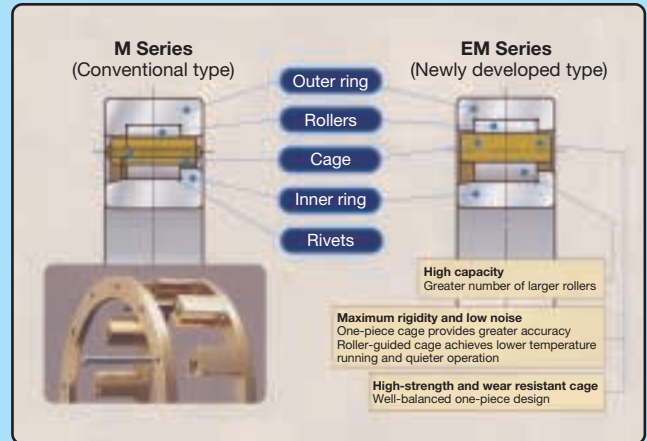 M Series
(Conventional type)
EM Series
(Newly developed type)
Outer ring
Rollers
Cage
Inner ring
Rivets
High capacity
Greater number of larger rollers
Maximum rigidity and low noise
One-piece cage provides greater accuracy
Roller-guided cage achieves lower temperature
running and quieter operation
High-strength and wear resistant cage
Well-balanced one-piece design